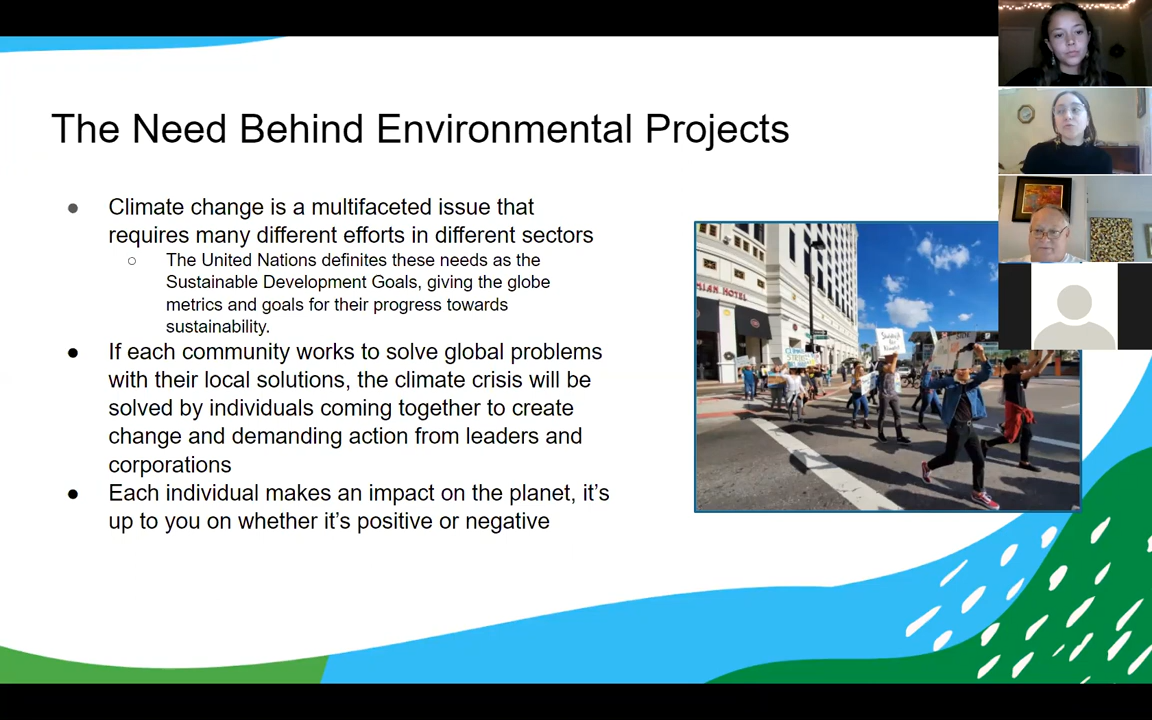 The Need Behind Environmental Projects
Climate change is a multifaceted issue that
requires many different efforts in different sectors
The United Nations definites these needs as the
Sustainable Development Goals, giving the globe
metrics and goals for their progress towards
sustainability.
If each community works to solve global problems
with their local solutions, the climate crisis will be
solved by individuals coming together to create
change and demanding action from leaders and
corporations
Each individual makes an impact on the planet, it's
up to you on whether it's positive or negative
HOTEL